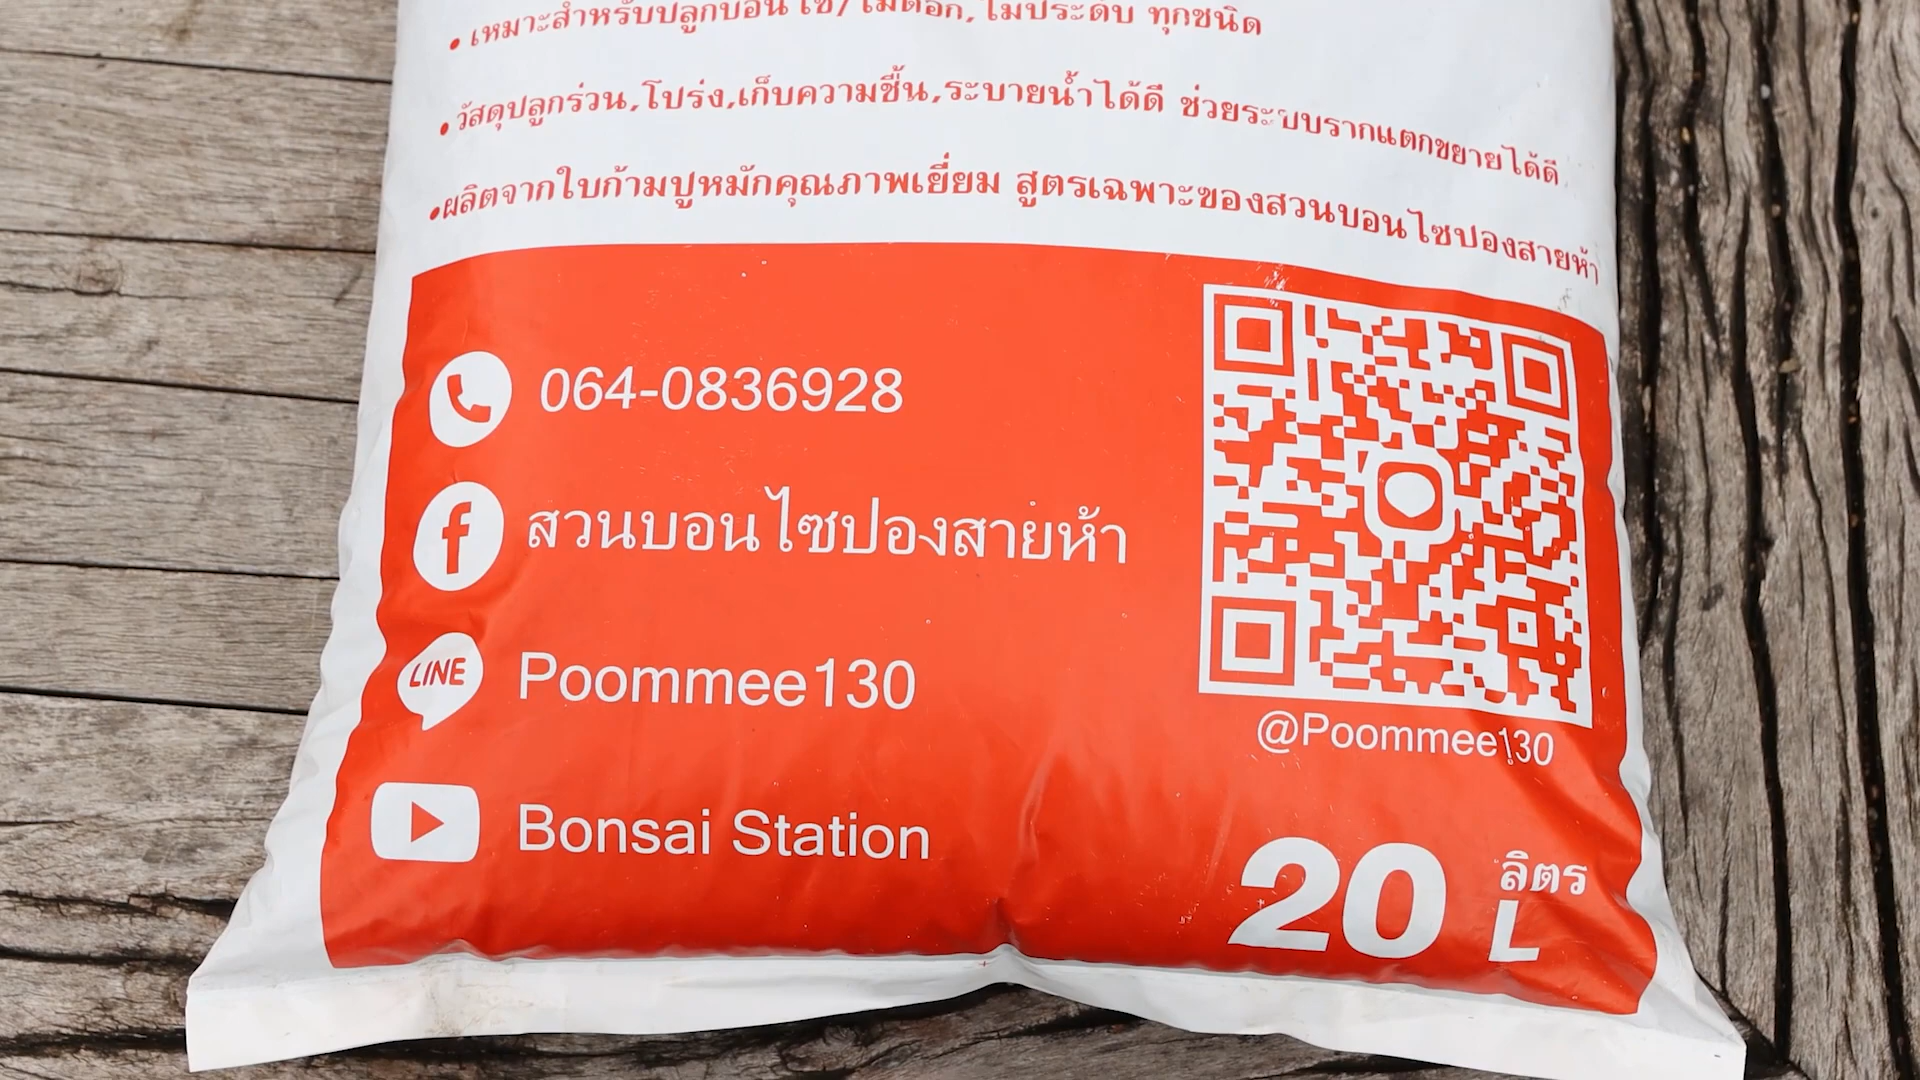 • เหมาะสำหรับปลูกบอนไซ/ไม้ดอก,ไม้ประดับ ทุกชนิด
• วัสดุปลูกร่วน,โปร่ง,เก็บความชื้น,ระบายน้ำได้ดี ช่วยระบบรากแตกขยายได้ดี
•ผลิตจากใบก้ามปูหมักคุณภาพเยี่ยม สูตรเฉพาะของสวนบอนไซปองสายห้า
064-0836928
สวนบอนไซปองสายห้า
LINE Poommee130
Bonsai Station
@Poommee130
20 ลิตร
L